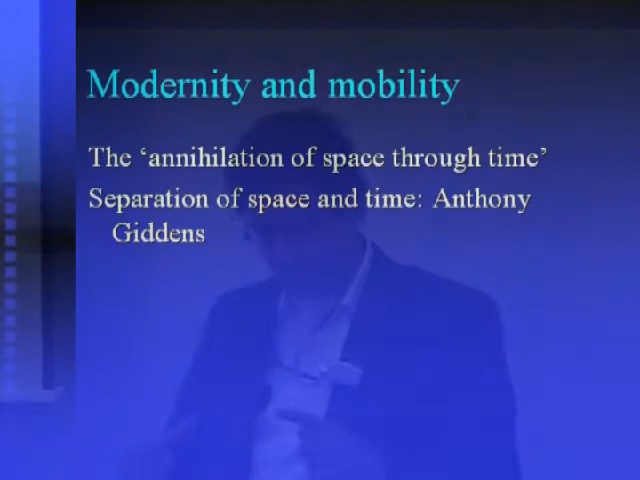 Modernity and mobility
The ‘annihilation of space through time’
Separation of space and time: Anthony
Giddens